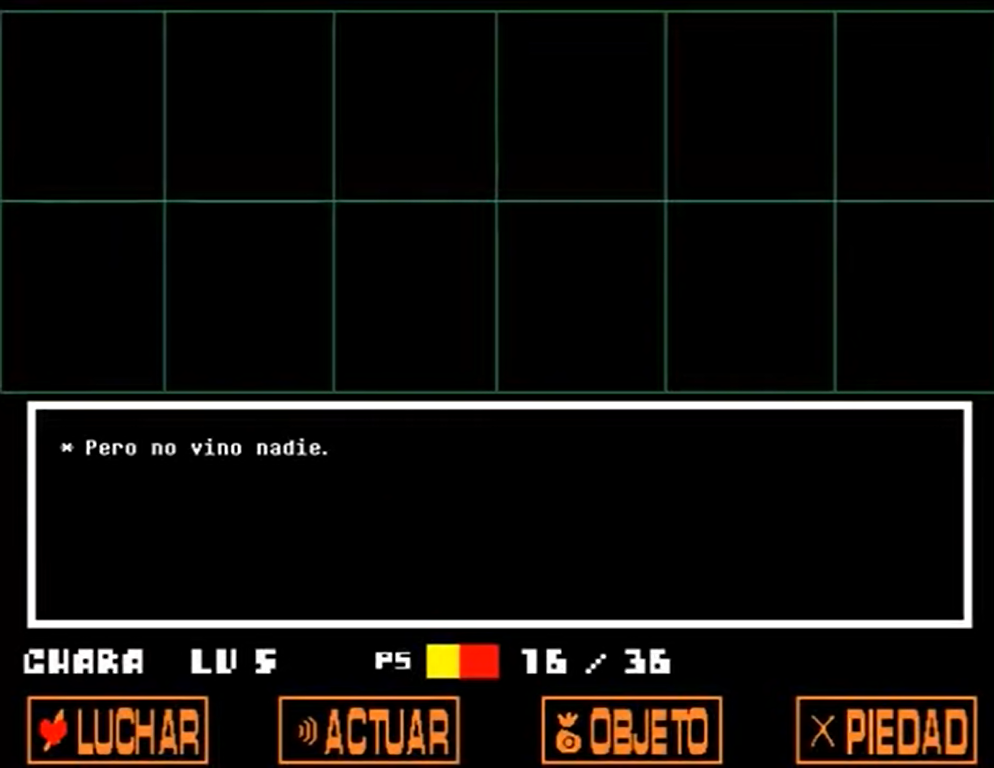 * Pero no vino nadie.
CHARA LV 5 PS 16 / 36
LUCHAR ACTUAR OBJETO PIEDAD